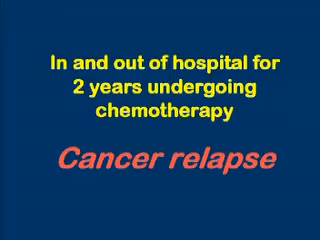 In and out of hospital for
2 years undergoing
chemotherapy
Cancer relapse